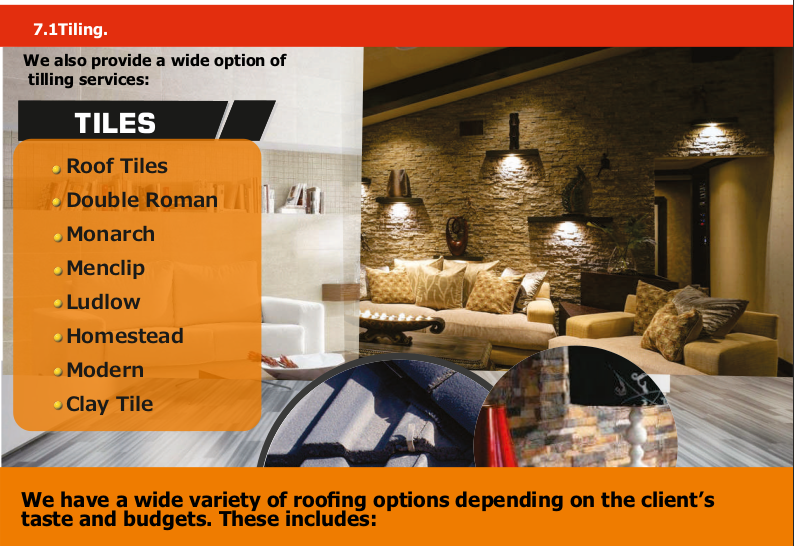 7.1Tiling.
We also provide a wide option of
tilling services:
TILES
Roof Tiles
Double Roman
Monarch
Menclip
Ludlow
Homestead
Modern
Clay Tile
We have a wide variety of roofing options depending on the client’s
taste and budgets. These includes: